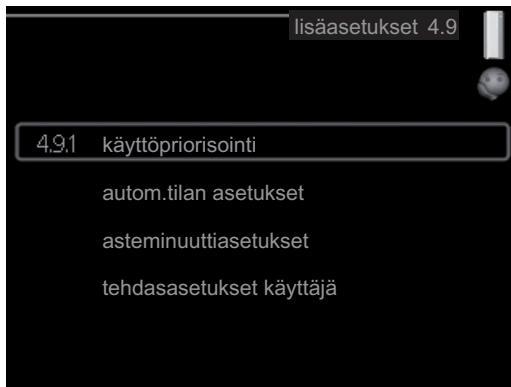 lisäasetukset 4.9
4.9.1 käyttöpriorisointi
autom.tilan asetukset
asteminuuttiasetukset
tehdasasetukset käyttäjä